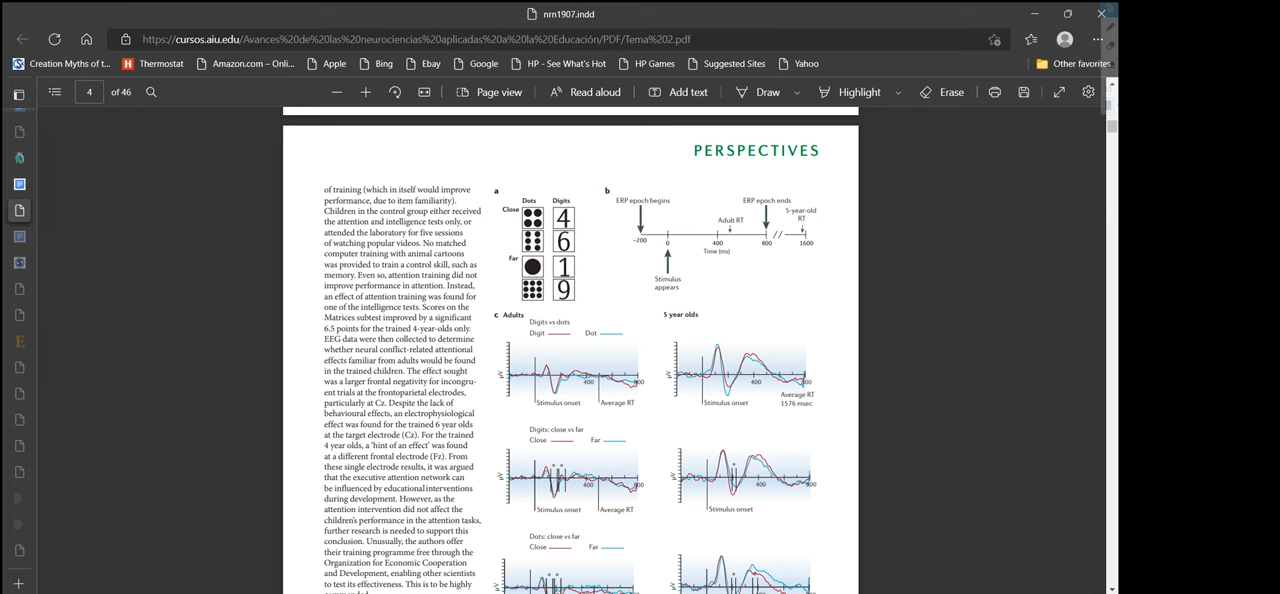 nrn1907.indd
https://cursos.aiu.edu/Avances%20de%20las%20neurociencias%20aplicadas%20a%20la%20Educación/PDF/Tema%202.pdf
Creation Myths of t... Thermostat Amazon.com – Onli... Apple Bing Ebay Google HP - See What's Hot HP Games Suggested Sites Yahoo Other favorites
4 of 46 Page view Read aloud Add text Draw Highlight Erase
PERSPECTIVES
of training (which in itself would improve
performance, due to item familiarity).
Children in the control group either received
the attention and intelligence tests only, or
attended the laboratory for five sessions
of watching popular videos. No matched
computer training with animal cartoons
was provided to train a control skill, such as
memory. Even so, attention training did not
improve performance in attention. Instead,
an effect of attention training was found for
one of the intelligence tests. Scores on the
Matrices subtest improved by a significant
6.5 points for the trained 4-year-olds only.
EEG data were then collected to determine
whether neural conflict-related attentional
effects familiar from adults would be found
in the trained children. The effect sought
was a larger frontal negativity for incongru-
ent trials at the frontoparietal electrodes,
particularly at Cz. Despite the lack of
behavioural effects, an electrophysiological
effect was found for the trained 6 year olds
at the target electrode (Cz). For the trained
4 year olds, a 'hint of an effect' was found
at a different frontal electrode (Fz). From
these single electrode results, it was argued
that the executive attention network can
be influenced by educational interventions
during development. However, as the
attention intervention did not affect the
children's performance in the attention tasks,
further research is needed to support this
conclusion. Unusually, the authors offer
their training programme free through the
Organization for Economic Cooperation
and Development, enabling other scientists
to test its effectiveness. This is to be highly
a
Dots Digits
Close
4
6
Far
1
9
b
ERP epoch begins ERP epoch ends
5-year-old
RT
Adult RT
–200 0 400 800 1600
Time (ms)
Stimulus
appears
c Adults 5 year olds
Digits vs dots
Digit Dot
µV 400 800 µV 400 800
Stimulus onset Average RT Stimulus onset
Average RT
1576 msec
Digits: close vs far
Close Far
µV * * 400 800 µV * 400 800
Stimulus onset Average RT Stimulus onset
Dots: close vs far
Close Far
* * *
400 800 400 800